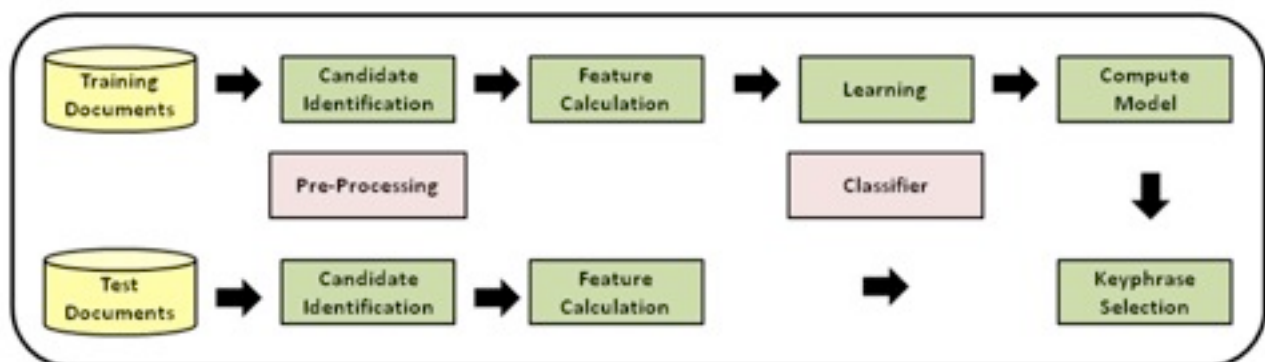 Training
Documents
Candidate
Identification
Feature
Calculation
Learning
Compute
Model
Pre-Processing
Classifier
Test
Documents
Candidate
Identification
Feature
Calculation
Keyphrase
Selection